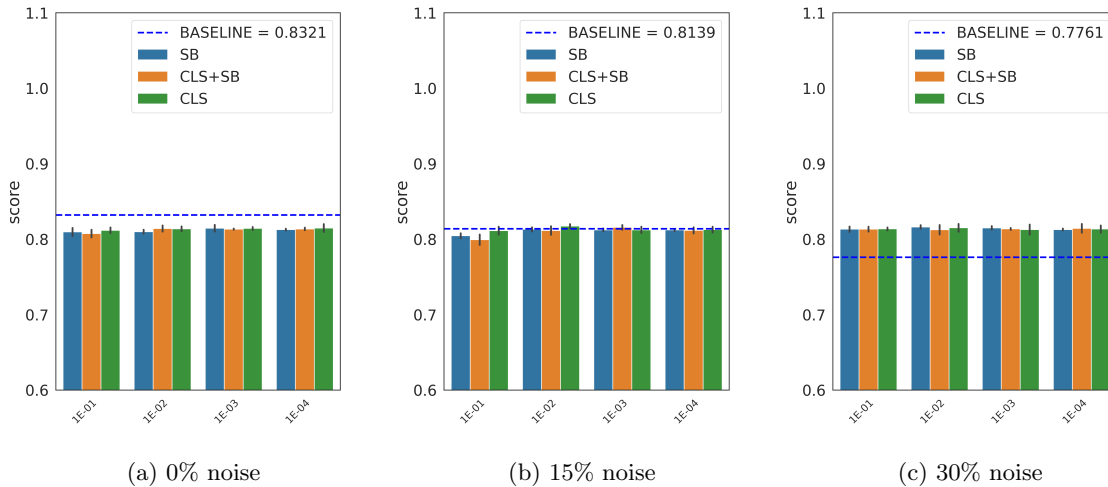 1.1
1.0
0.9
0.8
0.7
0.6
score
BASELINE = 0.8321
SB
CLS+SB
CLS
1E-01
1E-02
1E-03
1E-04
(a) 0% noise
1.1
1.0
0.9
0.8
0.7
0.6
score
BASELINE = 0.8139
SB
CLS+SB
CLS
1E-01
1E-02
1E-03
1E-04
(b) 15% noise
1.1
1.0
0.9
0.8
0.7
0.6
score
BASELINE = 0.7761
SB
CLS+SB
CLS
1E-01
1E-02
1E-03
1E-04
(c) 30% noise